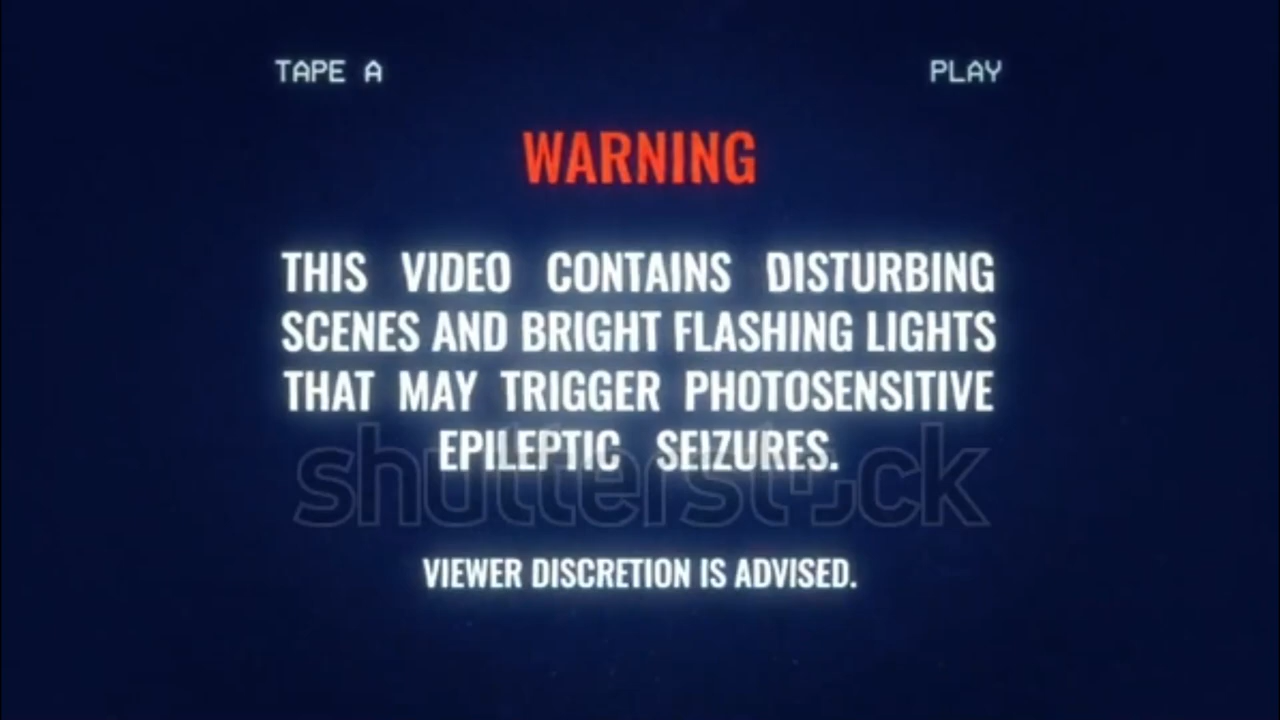 TAPE A PLAY
WARNING
THIS VIDEO CONTAINS DISTURBING
SCENES AND BRIGHT FLASHING LIGHTS
THAT MAY TRIGGER PHOTOSENSITIVE
EPILEPTIC SEIZURES.
shutterstock
VIEWER DISCRETION IS ADVISED.